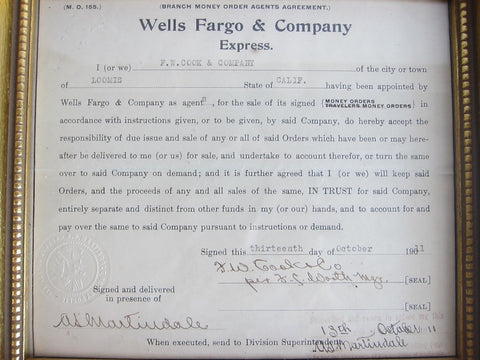 (M. O. 155.) (BRANCH MONEY ORDER AGENTS AGREEMENT.)
Wells Fargo & Company
Express.
I (or we) F.W.COOK & COMPANY of the city or town
of LOOMIS State of CALIF. having been appointed by
Wells Fargo & Company as agents, for the sale of its signed {MONEY ORDERS TRAVELERS MONEY ORDERS} in
accordance with instructions given, or to be given, by said Company, do hereby accept the
responsibility of due issue and sale of any or all of said Orders which have been or may here-
after be delivered to me (or us) for sale, and undertake to account therefor, or turn the same
over to said Company on demand; and it is further agreed that I (or we) will keep said
Orders, and the proceeds of any and all sales of the same, IN TRUST for said Company,
entirely separate and distinct from other funds in my (or our) hands, and to account for and
pay over the same to said Company pursuant to instructions or demand.
Signed this thirteenth day of October 1911
F.W. Cook & Co
per [SEAL]
Signed and delivered
in presence of [SEAL]
Martindale 13th October 11
When executed, send to Division Superintendent. Martindale